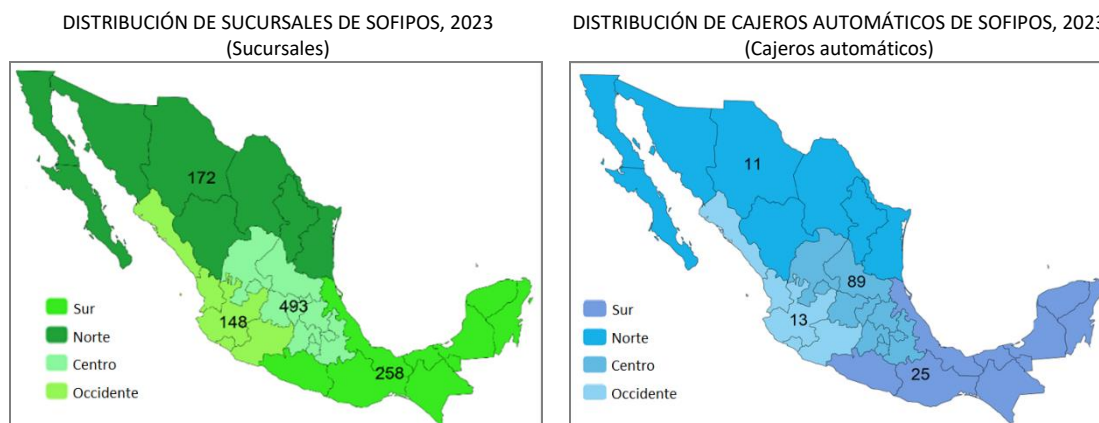 DISTRIBUCIÓN DE SUCURSALES DE SOFIPOS, 2023
(Sucursales)
172
493
148
258
Sur
Norte
Centro
Occidente
DISTRIBUCIÓN DE CAJEROS AUTOMÁTICOS DE SOFIPOS, 2023
(Cajeros automáticos)
11
89
13
25
Sur
Norte
Centro
Occidente